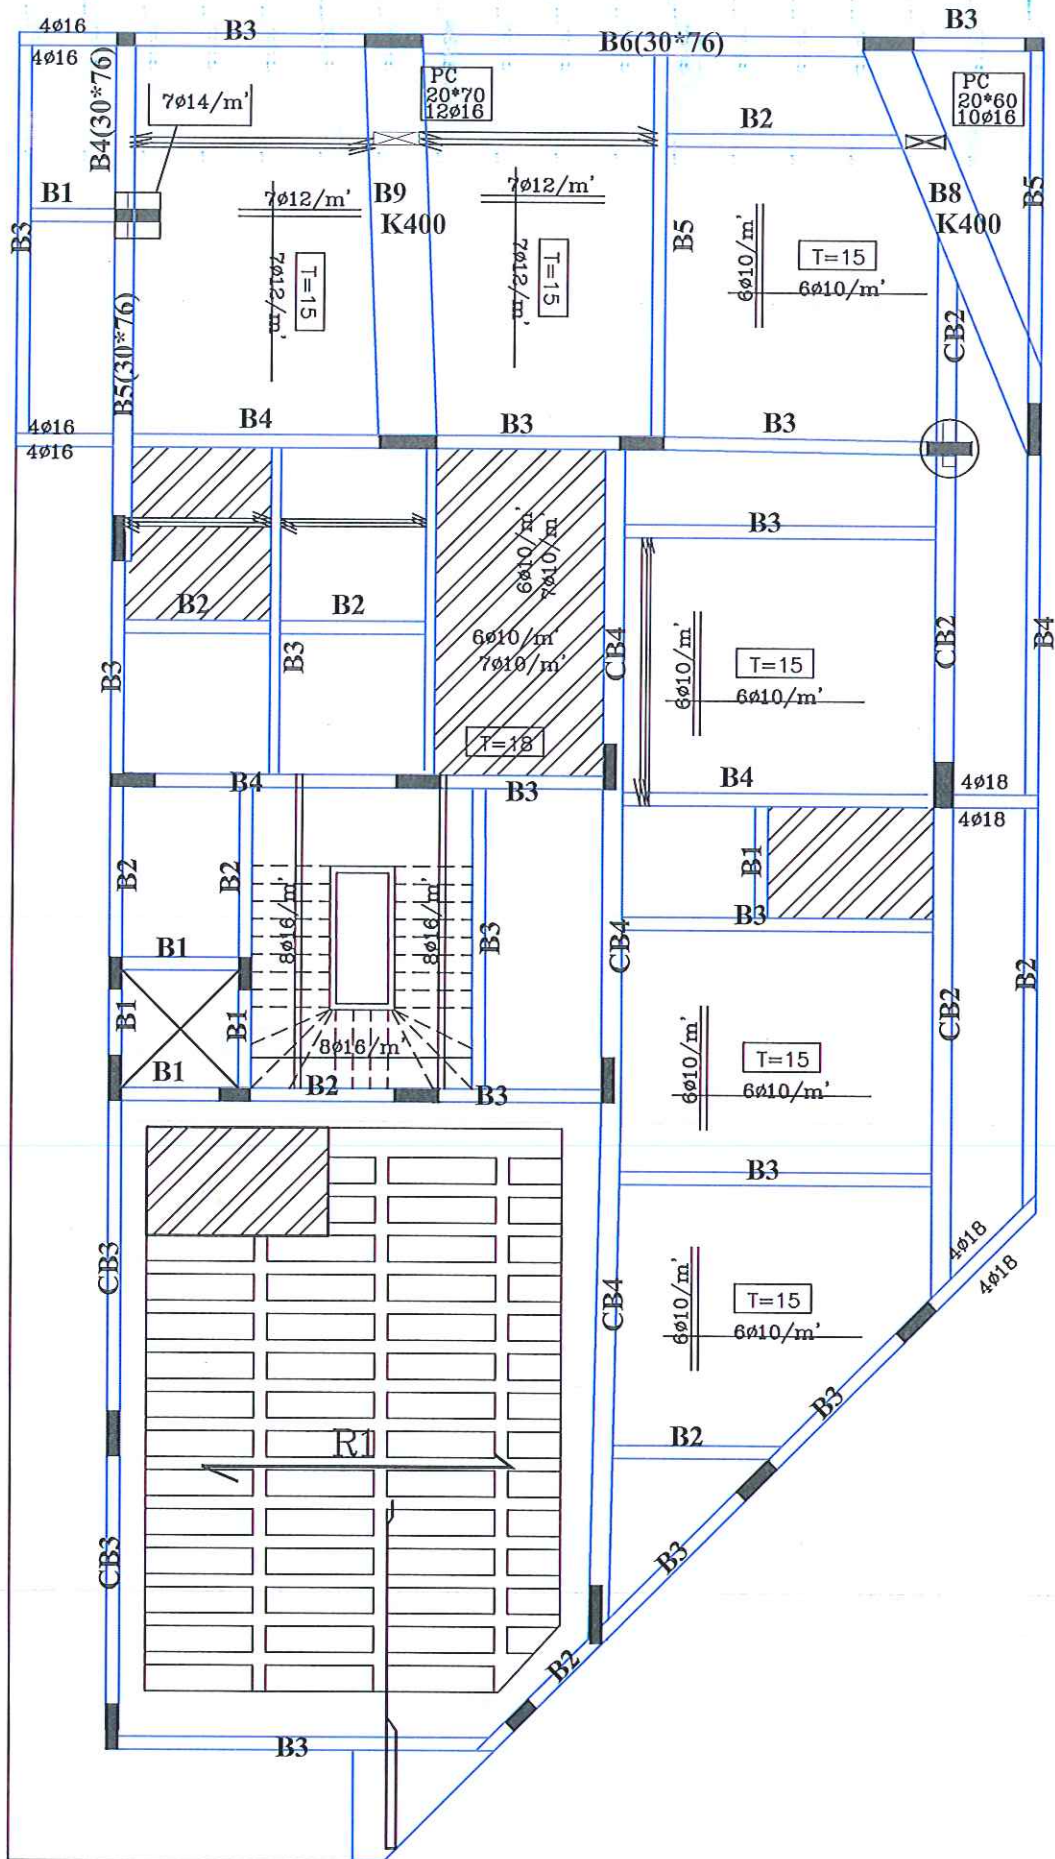 4ø16
B3
B6(30*76)
B3
4ø16
B4(30*76)
7ø14/m'
PC
20*70
12ø16
PC
20*60
10ø16
B2
B1
B3
7ø12/m'
B9
K400
7ø12/m'
B8
K400
B5
B5
6ø10/m'
T=15
6ø10/m'
7ø12/m'
T=15
7ø12/m'
T=15
CB2
B5(30*76)
4ø16
B4
B3
B3
4ø16
B3
6ø10/m'
7ø10/m'
B2
B2
6ø10/m'
7ø10/m'
B3
B3
CB4
6ø10/m'
T=15
6ø10/m'
CB2
B4
T=18
B4
B3
B4
4ø18
4ø18
B2
B2
B1
8ø16/m'
8ø16/m'
B3
B3
CB4
B2
B1
CB2
B1
B1
8ø16/m'
6ø10/m'
T=15
6ø10/m'
B1
B2
B3
B3
4ø18
4ø18
CB3
CB4
6ø10/m'
T=15
6ø10/m'
B3
R1
B2
CB3
B3
B2
B3